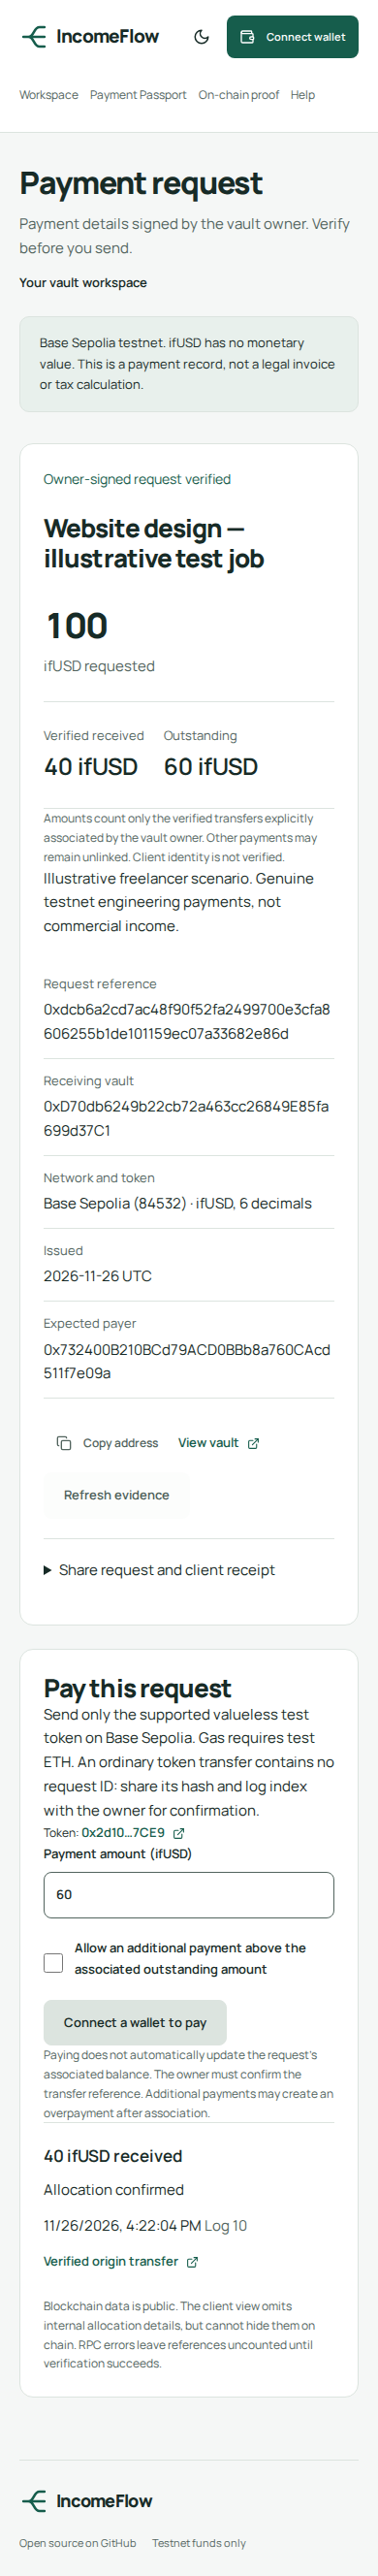 IncomeFlow
Connect wallet
Workspace Payment Passport On-chain proof Help
Payment request
Payment details signed by the vault owner. Verify
before you send.
Your vault workspace
Base Sepolia testnet. ifUSD has no monetary
value. This is a payment record, not a legal invoice
or tax calculation.
Owner-signed request verified
Website design —
illustrative test job
100
ifUSD requested
Verified received Outstanding
40 ifUSD 60 ifUSD
Amounts count only the verified transfers explicitly
associated by the vault owner. Other payments may
remain unlinked. Client identity is not verified.
Illustrative freelancer scenario. Genuine
testnet engineering payments, not
commercial income.
Request reference
0xdcb6a2cd7ac48f90f52fa2499700e3cfa8
606255b1de101159ec07a33682e86d
Receiving vault
0xD70db6249b22cb72a463cc26849E85fa
699d37C1
Network and token
Base Sepolia (84532) · ifUSD, 6 decimals
Issued
2026-11-26 UTC
Expected payer
0x732400B210BCd79ACD0BBb8a760CAcd
511f7e09a
Copy address View vault
Refresh evidence
Share request and client receipt
Pay this request
Send only the supported valueless test
token on Base Sepolia. Gas requires test
ETH. An ordinary token transfer contains no
request ID: share its hash and log index
with the owner for confirmation.
Token: 0x2d10…7CE9
Payment amount (ifUSD)
60
Allow an additional payment above the
associated outstanding amount
Connect a wallet to pay
Paying does not automatically update the request's
associated balance. The owner must confirm the
transfer reference. Additional payments may create an
overpayment after association.
40 ifUSD received
Allocation confirmed
11/26/2026, 4:22:04 PM Log 10
Verified origin transfer
Blockchain data is public. The client view omits
internal allocation details, but cannot hide them on
chain. RPC errors leave references uncounted until
verification succeeds.
IncomeFlow
Open source on GitHub Testnet funds only